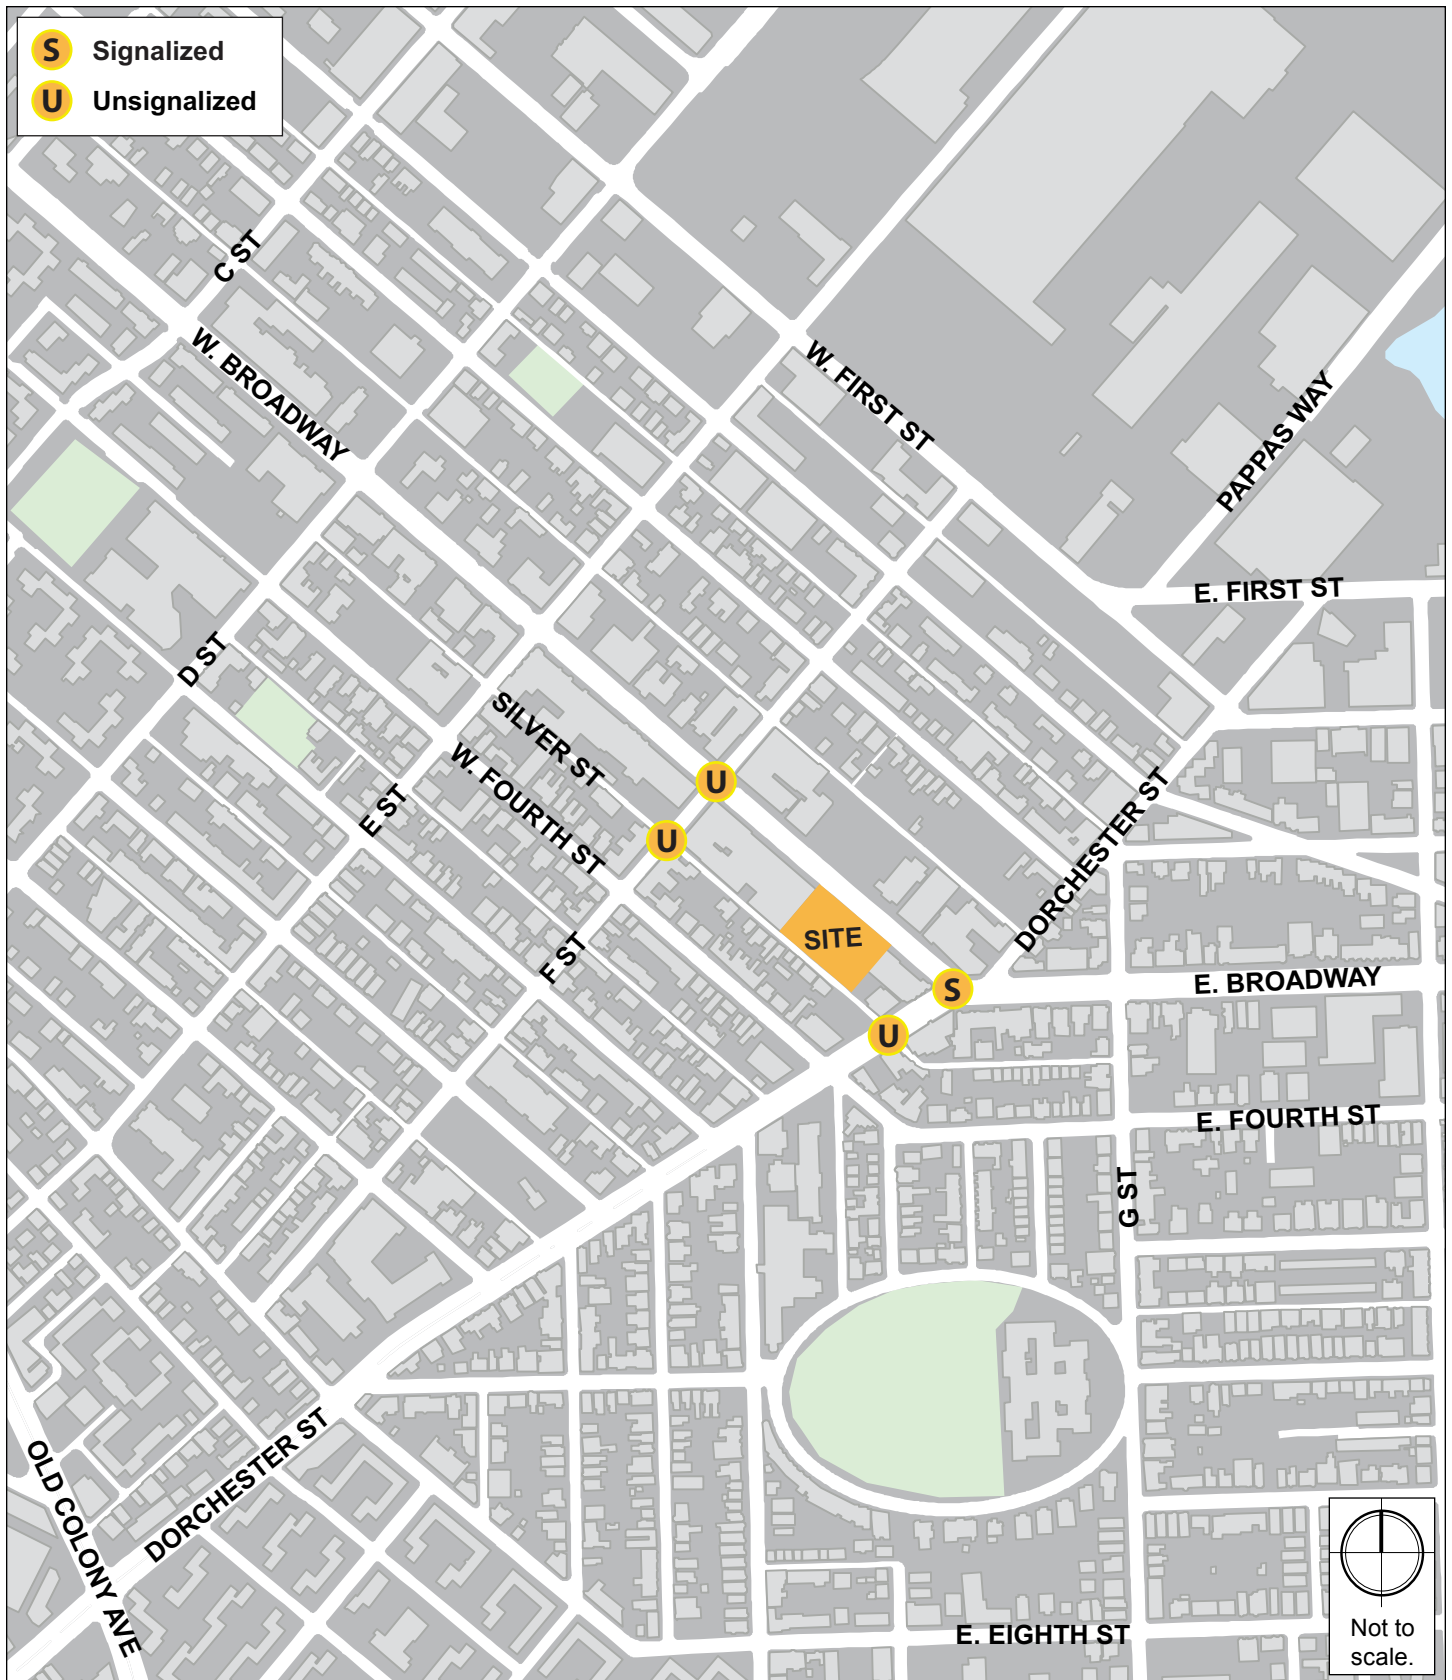 S Signalized
U Unsignalized
C ST
W. BROADWAY
W. FIRST ST
PAPPAS WAY
E. FIRST ST
D ST
SILVER ST
W. FOURTH ST
E ST
U
U
DORCHESTER ST
F ST
SITE
S
E. BROADWAY
U
E. FOURTH ST
G ST
DORCHESTER ST
OLD COLONY AVE
E. EIGHTH ST
Not to
scale.